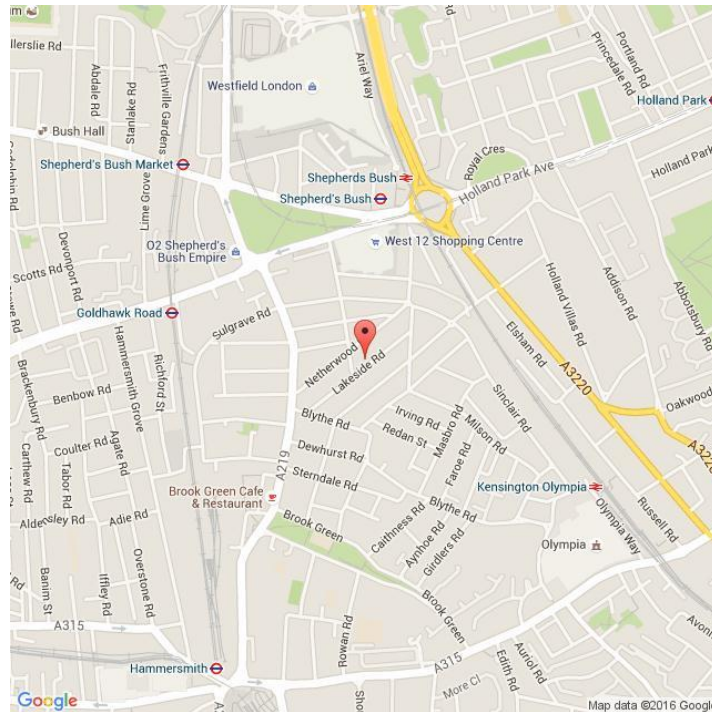 llerslie Rd
Abdale Rd
Stanlake Rd
Frithville Gardens
Westfield London
Ariel Way
Princedale Rd
Portland Rd
Holland Park
Bush Hall
Royal Cres
Holland Park Ave
Holland Park
Shepherd's Bush Market
Shepherds Bush
Shepherd's Bush
Lime Grove
Devonport Rd
O2 Shepherd's
Bush Empire
West 12 Shopping Centre
Scotts Rd
Goldhawk Road
Sulgrave Rd
Holland Villas Rd
Addison Rd
Abbotsbury Rd
Elsham Rd
A3220
Hammersmith Grove
Richford St
Netherwood
Lakeside Rd
Brackenbury Rd
Benbow Rd
Oakwood
Sinclair Rd
Blythe Rd
Irving Rd
Redan St
Masbro Rd
Milson Rd
Faroe Rd
Coulter Rd
Carthew Rd
Tabor Rd
Agate Rd
A219
Dewhurst Rd
Sterndale Rd
Brook Green Cafe
& Restaurant
Kensington Olympia
Blythe Rd
Russell Rd
Olympia Way
Adie Rd
Brook Green
Caithness Rd
Aynhoe Rd
Girdlers Rd
Olympia
Overstone Rd
Iffley Rd
Banim St
A315
Brook Green
Rowan Rd
Hammersmith
A315
Edith Rd
Auriol Rd
More Cl
Google
Map data ©2016 Google